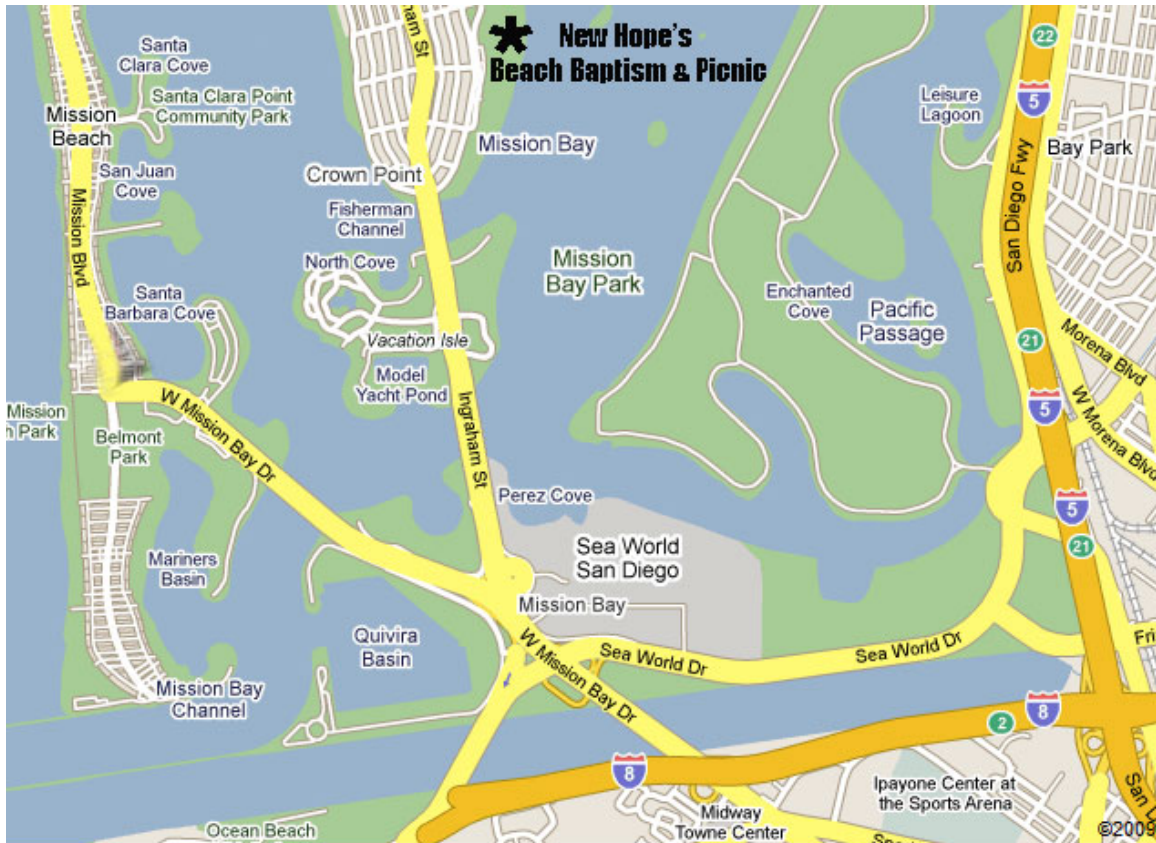 22
New Hope's
Beach Baptism & Picnic
ham St
Santa
Clara Cove
Leisure
Lagoon
5
Santa Clara Point
Community Park
Mission
Beach
Mission Bay
Bay Park
San Juan
Cove
Crown Point
Mission Blvd
Fisherman
Channel
San Diego Fwy
North Cove
Mission
Bay Park
Santa
Barbara Cove
Enchanted
Cove
Pacific
Passage
Vacation Isle
21
Morena Blvd
Model
Yacht Pond
W Mission Bay Dr
5
W Morena Blvd
Mission
h Park
Belmont
Park
Ingraham St
Perez Cove
5
Sea World
San Diego
21
Mariners
Basin
Mission Bay
Quivira
Basin
W Mission Bay Dr
Sea World Dr
Sea World Dr
Fri
Mission Bay
Channel
8
2
8
Ipayone Center at
the Sports Arena
San D
Midway
Towne Center
Ocean Beach
©2009